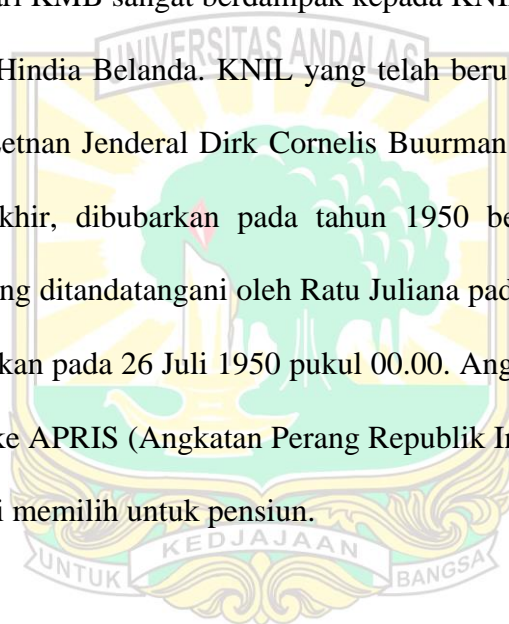 ari KMB sangat berdampak kepada KNIL
UNIVERSITAS ANDALAS
Hindia Belanda. KNIL yang telah beru
etnan Jenderal Dirk Cornelis Buurman
khir, dibubarkan pada tahun 1950 be
ng ditandatangani oleh Ratu Juliana pad
kan pada 26 Juli 1950 pukul 00.00. Ang
ke APRIS (Angkatan Perang Republik In
i memilih untuk pensiun.
UNTUK KEDJAJAAN BANGSA